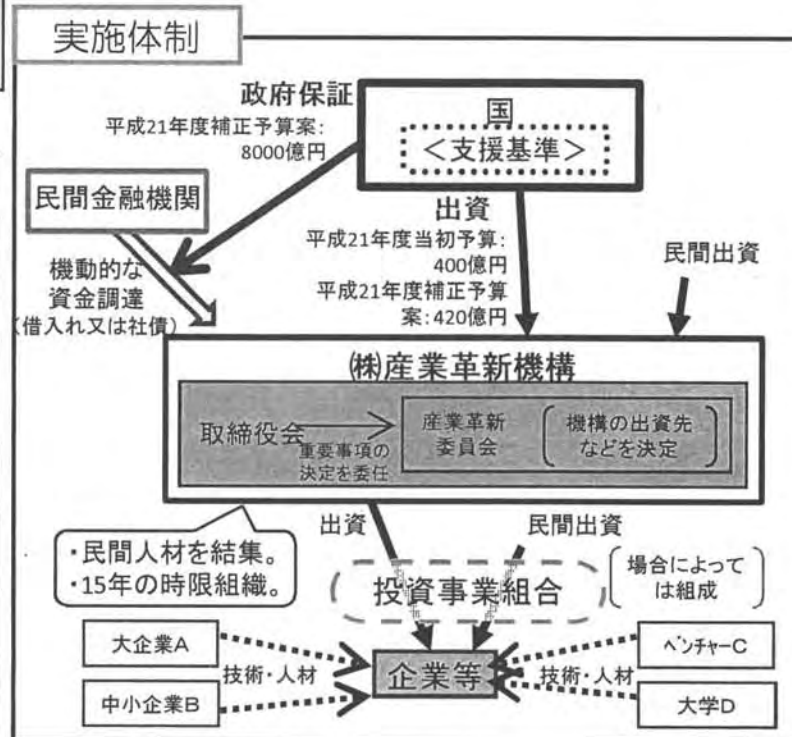 実施体制
政府保証
平成21年度補正予算案:
8000億円
国
＜支援基準＞
民間金融機関
機動的な
資金調達
(借入れ又は社債)
出資
平成21年度当初予算:
400億円
平成21年度補正予算
案:420億円
民間出資
㈱産業革新機構
取締役会
重要事項の
決定を委任
産業革新
委員会
機構の出資先
などを決定
出資
民間出資
・民間人材を結集。
・15年の時限組織。
投資事業組合
場合によって
は組成
大企業A
中小企業B
技術・人材
企業等
技術・人材
ベンチャーC
大学D